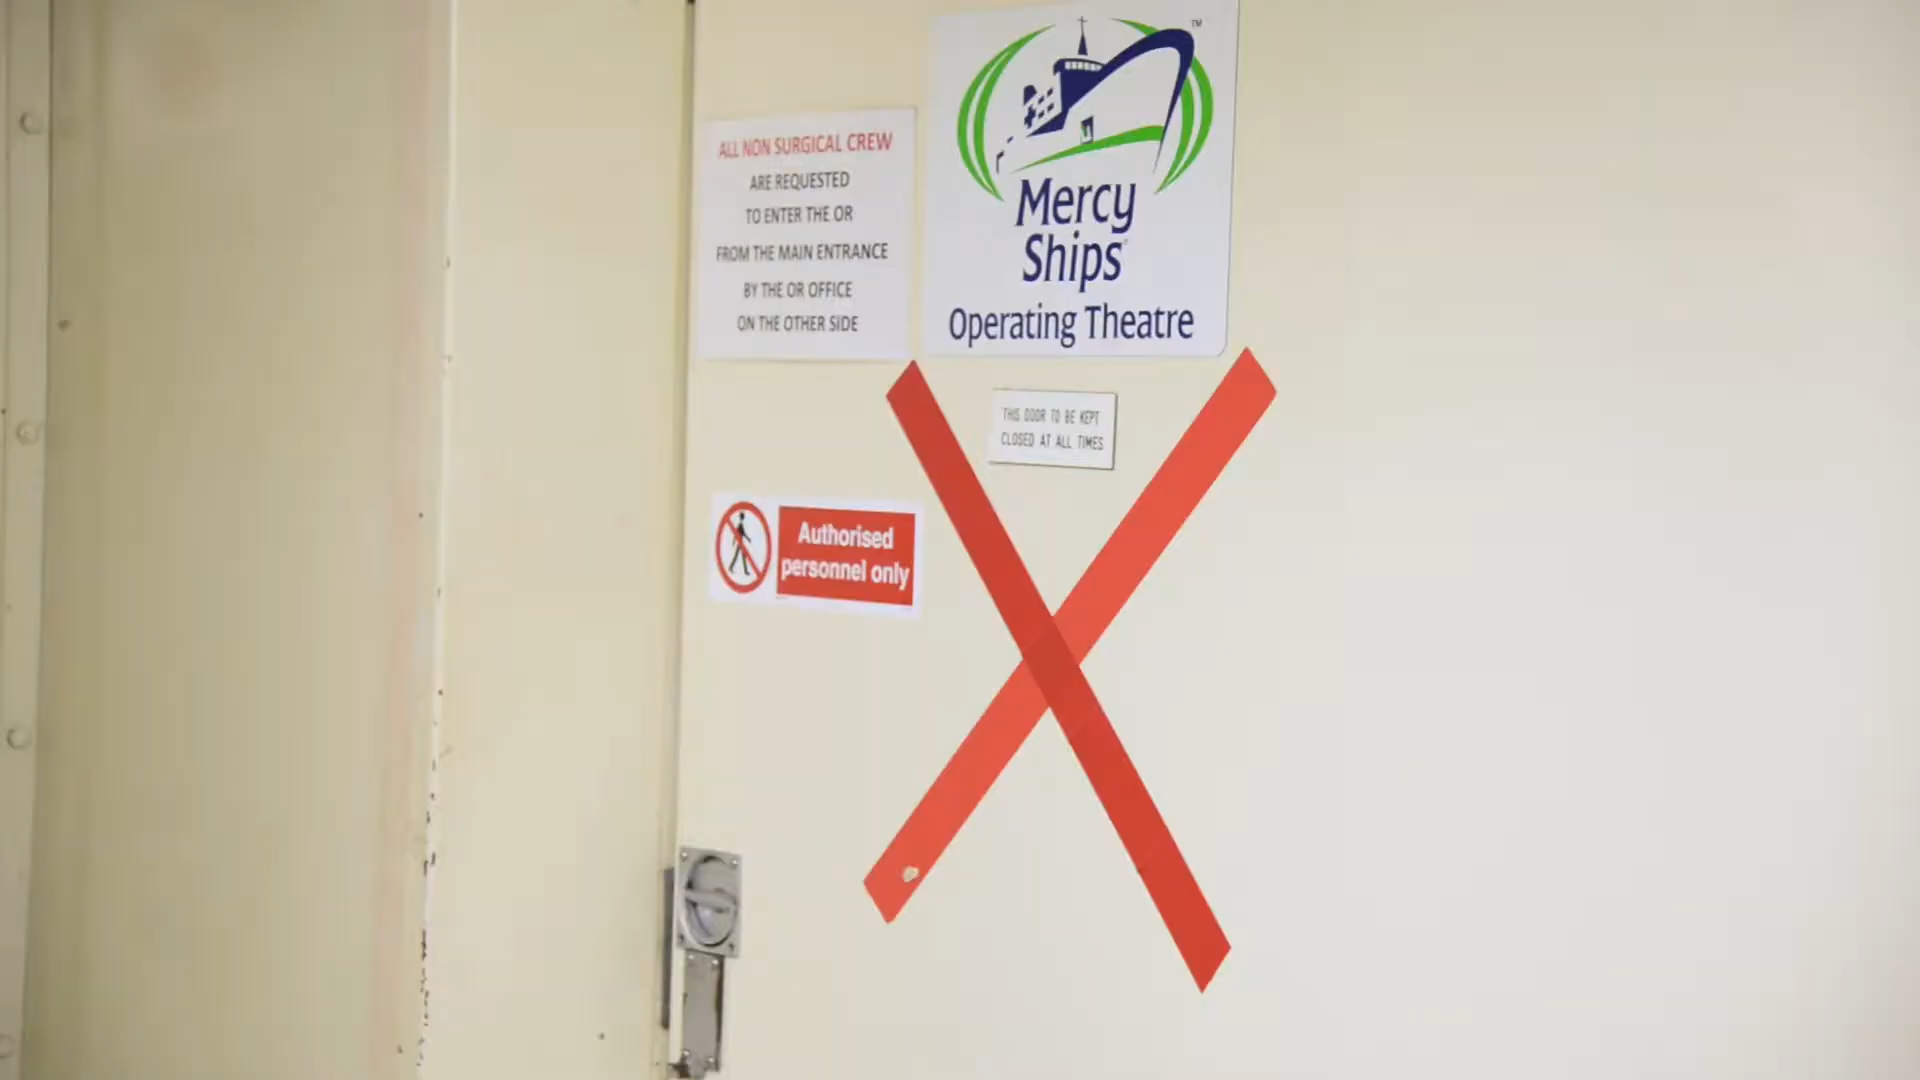 ALL NON SURGICAL CREW
ARE REQUESTED
TO ENTER THE OR
FROM THE MAIN ENTRANCE
BY THE OR OFFICE
ON THE OTHER SIDE
TM
Mercy
Ships
Operating Theatre
THIS DOOR TO BE KEPT
CLOSED AT ALL TIMES
Authorised
personnel only